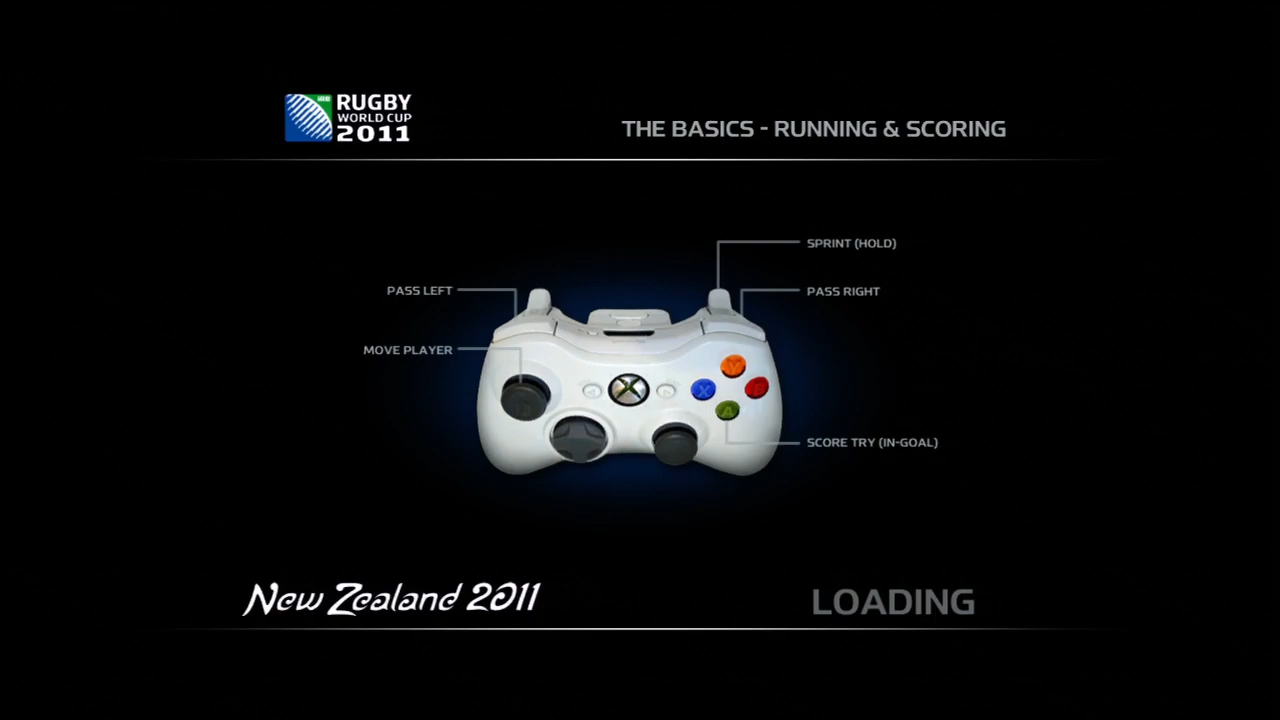 RUGBY
WORLD CUP
2011
THE BASICS - RUNNING & SCORING
SPRINT (HOLD)
PASS LEFT
PASS RIGHT
MOVE PLAYER
Y
X
A
SCORE TRY (IN-GOAL)
New Zealand 2011
LOADING